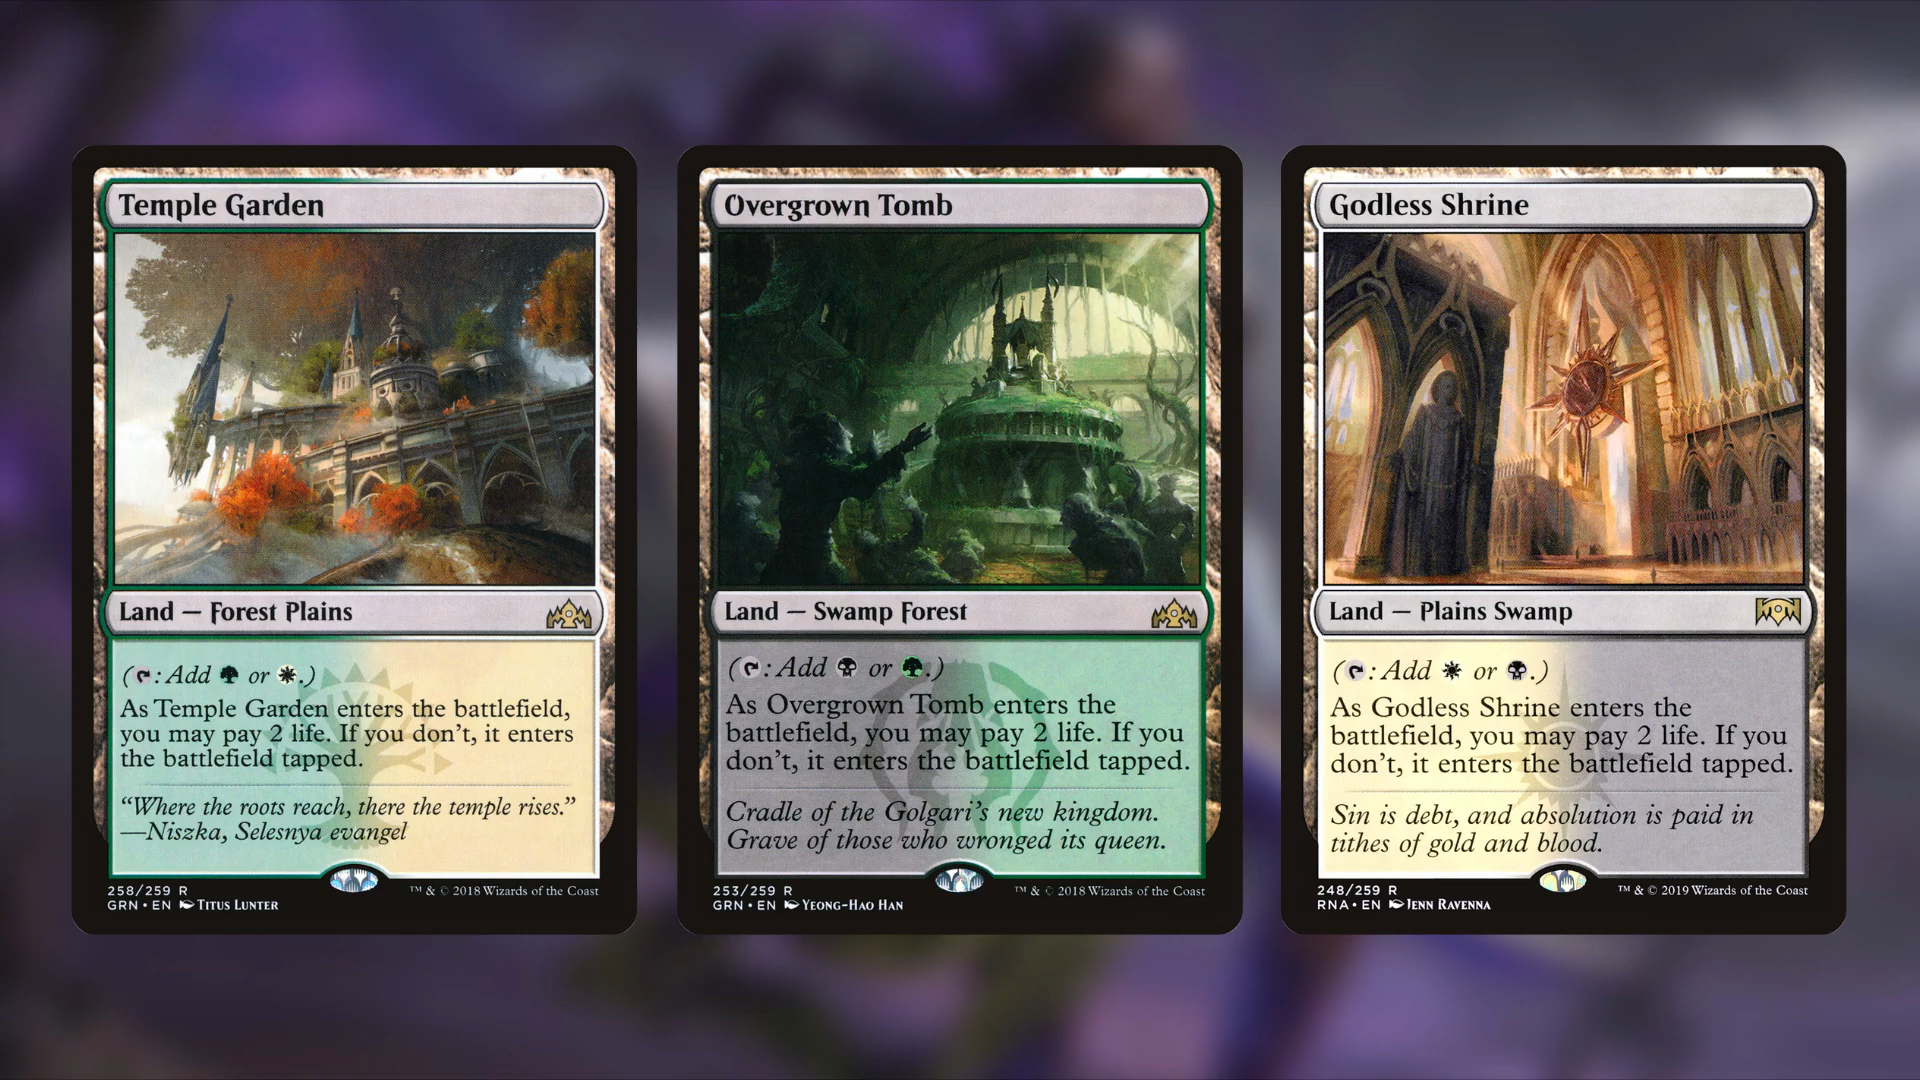 Temple Garden
Land — Forest Plains
(: Add or .)
As Temple Garden enters the battlefield,
you may pay 2 life. If you don't, it enters
the battlefield tapped.
“Where the roots reach, there the temple rises.”
—Niszka, Selesnya evangel
258/259 R
GRN • EN Titus Lunter
™ & © 2018 Wizards of the Coast
Overgrown Tomb
Land — Swamp Forest
(: Add or .)
As Overgrown Tomb enters the
battlefield, you may pay 2 life. If you
don't, it enters the battlefield tapped.
Cradle of the Golgari's new kingdom.
Grave of those who wronged its queen.
253/259 R
GRN • EN Yeong-Hao Han
™ & © 2018 Wizards of the Coast
Godless Shrine
Land — Plains Swamp
(: Add or .)
As Godless Shrine enters the
battlefield, you may pay 2 life. If you
don't, it enters the battlefield tapped.
Sin is debt, and absolution is paid in
tithes of gold and blood.
248/259 R
RNA • EN Jenn Ravenna
™ & © 2019 Wizards of the Coast